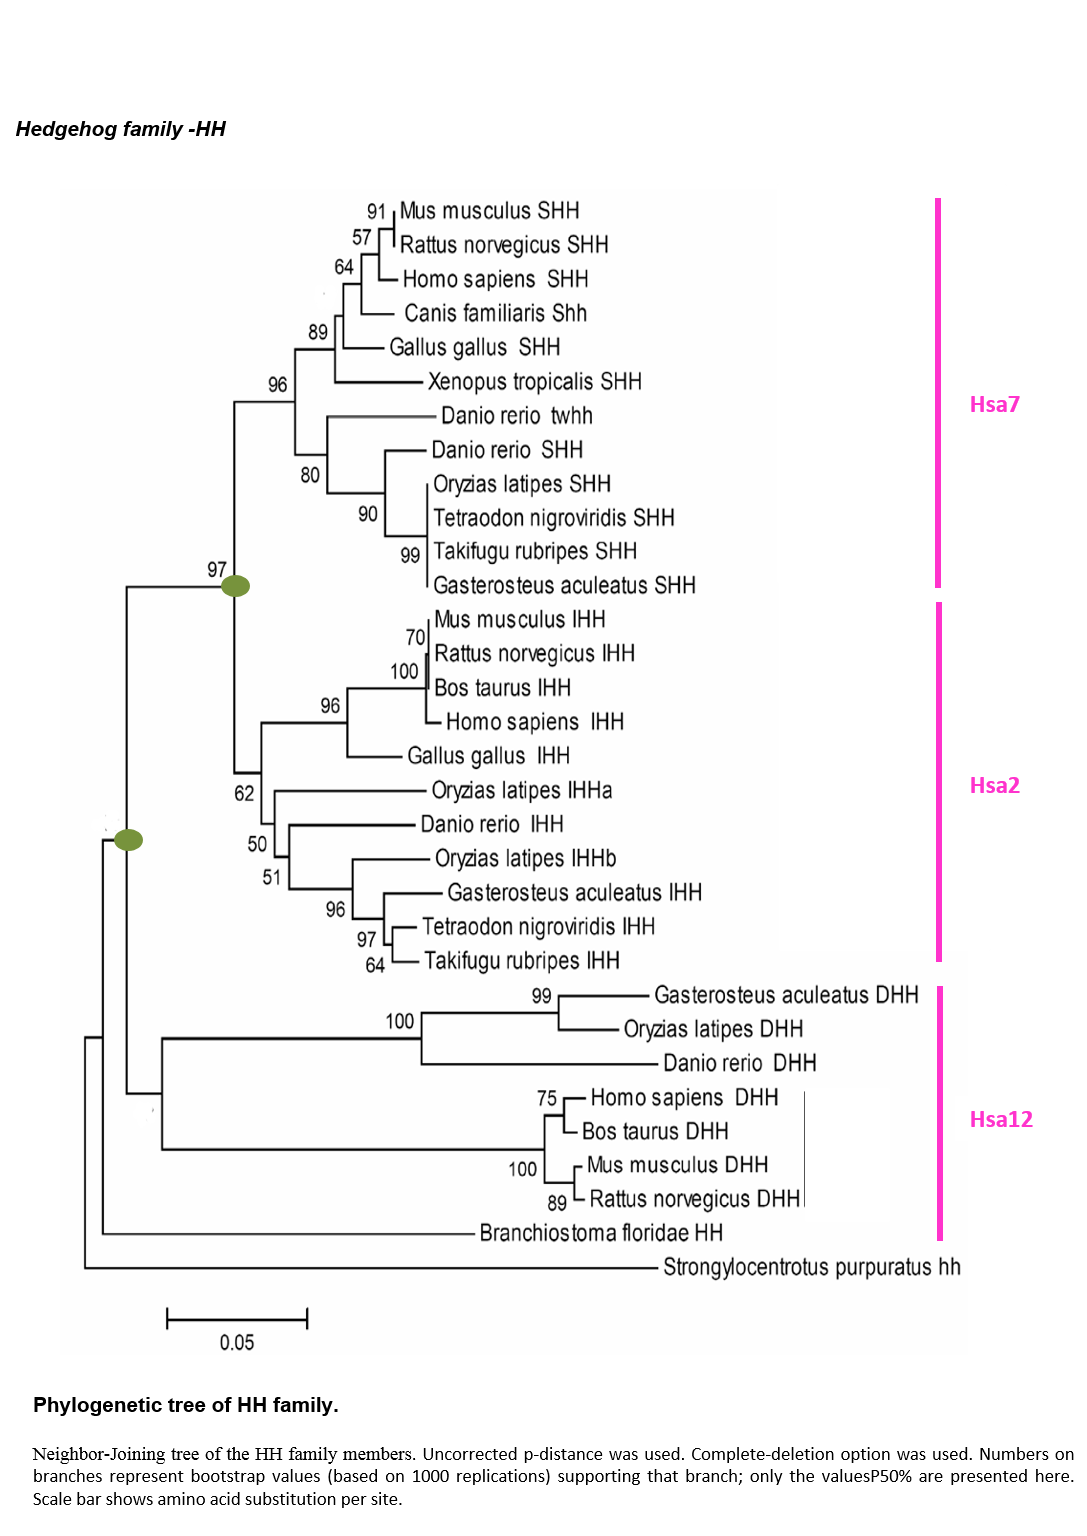 Hedgehog family -HH
91 Mus musculus SHH
57 Rattus norvegicus SHH
64 Homo sapiens SHH
Canis familiaris Shh
89 Gallus gallus SHH
96 Xenopus tropicalis SHH
Hsa7
Danio rerio twhh
80 Danio rerio SHH
Oryzias latipes SHH
90 Tetraodon nigroviridis SHH
99 Takifugu rubripes SHH
97 Gasterosteus aculeatus SHH
Mus musculus IHH
70 Rattus norvegicus IHH
100 Bos taurus IHH
96 Homo sapiens IHH
Gallus gallus IHH
Hsa2
62 Oryzias latipes IHHa
50 Danio rerio IHH
51 Oryzias latipes IHHb
96 Gasterosteus aculeatus IHH
97 Tetraodon nigroviridis IHH
64 Takifugu rubripes IHH
99 Gasterosteus aculeatus DHH
100 Oryzias latipes DHH
Danio rerio DHH
75 Homo sapiens DHH
Hsa12
Bos taurus DHH
100 Mus musculus DHH
89 Rattus norvegicus DHH
Branchiostoma floridae HH
Strongylocentrotus purpuratus hh
0.05
Phylogenetic tree of HH family.
Neighbor-Joining tree of the HH family members. Uncorrected p-distance was used. Complete-deletion option was used. Numbers on
branches represent bootstrap values (based on 1000 replications) supporting that branch; only the valuesP50% are presented here.
Scale bar shows amino acid substitution per site.